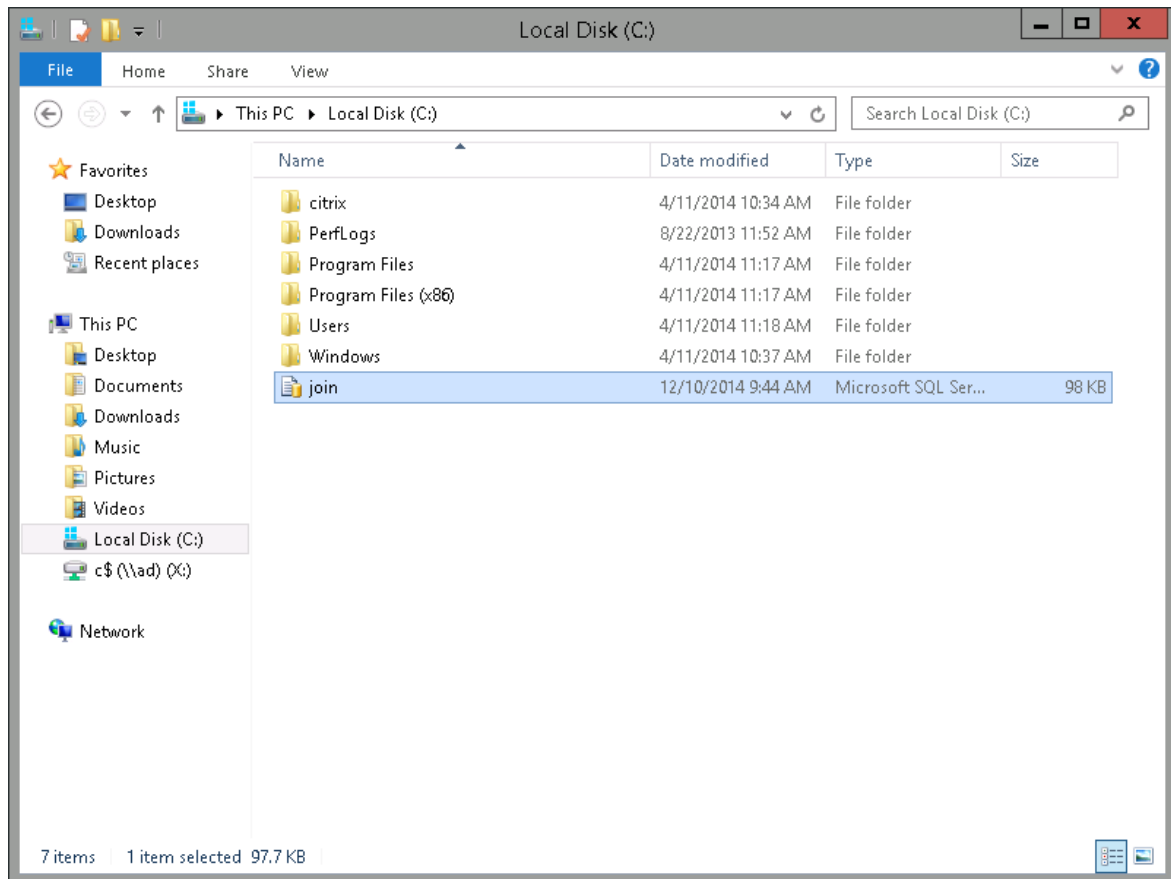 Local Disk (C:)
File Home Share View
This PC Local Disk (C:) Search Local Disk (C:)
Name Date modified Type Size
Favorites
Desktop
Downloads
Recent places
This PC
Desktop
Documents
Downloads
Music
Pictures
Videos
Local Disk (C:)
c$ (\\ad) (X:)
Network
citrix 4/11/2014 10:34 AM File folder
PerfLogs 8/22/2013 11:52 AM File folder
Program Files 4/11/2014 11:17 AM File folder
Program Files (x86) 4/11/2014 11:17 AM File folder
Users 4/11/2014 11:18 AM File folder
Windows 4/11/2014 10:37 AM File folder
join 12/10/2014 9:44 AM Microsoft SQL Ser... 98 KB
7 items 1 item selected 97.7 KB